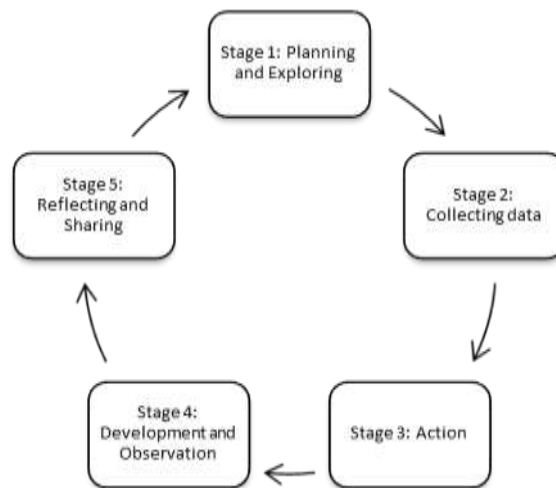 Stage 1: Planning
and Exploring
Stage 2:
Collecting data
Stage 3: Action
Stage 4:
Development and
Observation
Stage 5:
Reflecting and
Sharing